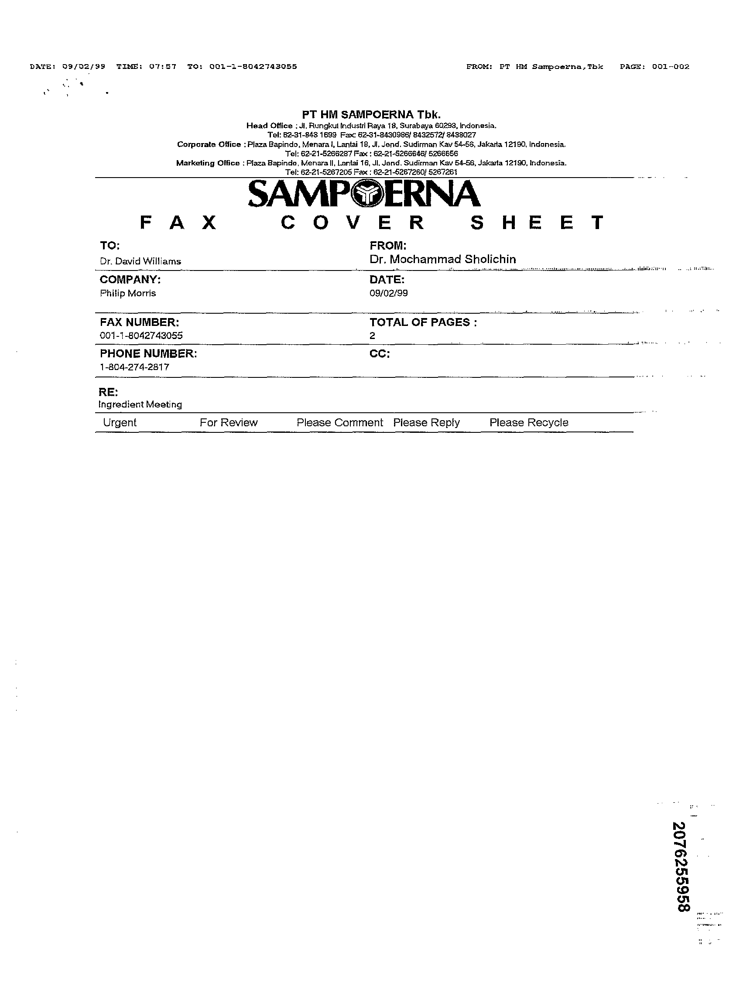 DATE: 09/02/99 TIME: 07:57 TO: 001-1-8042743055 FROM: PT HM Sampoerna,Tbk PAGE: 001-002
PT HM SAMPOERNA Tbk.
Head Office : Jl. Rungkut Industri Raya 18, Surabaya 60293, Indonesia.
Tel: 62-31-843 1699 Fax: 62-31-8430986/ 8432572/ 8438027
Corporate Office : Plaza Bapindo, Menara I, Lantai 18, Jl. Jend. Sudirman Kav 54-56, Jakarta 12190, Indonesia.
Tel: 62-21-5266287 Fax : 62-21-5266646/ 5266656
Marketing Office : Plaza Bapindo, Menara II, Lantai 16, Jl. Jend. Sudirman Kav 54-56, Jakarta 12190, Indonesia.
Tel: 62-21-5267205 Fax : 62-21-5267260/ 5267261
SAMPOERNA
FAX COVER SHEET
TO: FROM:
Dr. David Williams Dr. Mochammad Sholichin
COMPANY: DATE:
Philip Morris 09/02/99
FAX NUMBER: TOTAL OF PAGES :
001-1-8042743055 2
PHONE NUMBER: CC:
1-804-274-2817
RE:
Ingredient Meeting
Urgent For Review Please Comment Please Reply Please Recycle
2076255958